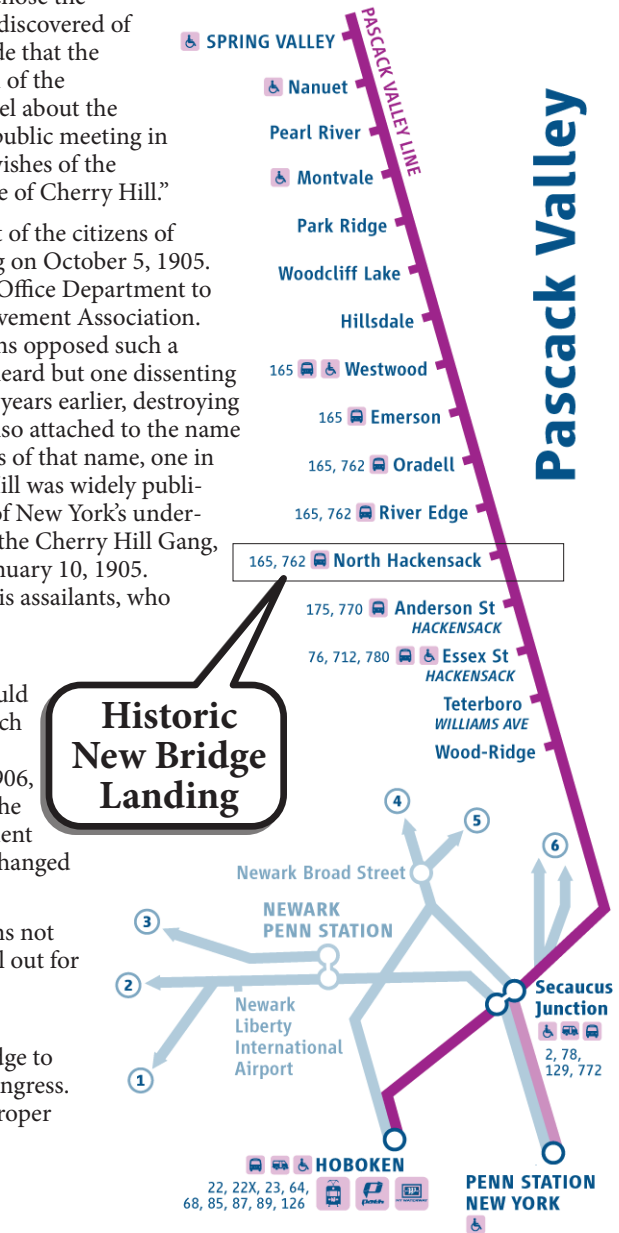 chose the
discovered of
de that the
of the
el about the
public meeting in
wishes of the
e of Cherry Hill.”
t of the citizens of
g on October 5, 1905.
Office Department to
vement Association.
ns opposed such a
heard but one dissenting
years earlier, destroying
lso attached to the name
s of that name, one in
Hill was widely publi-
of New York’s under-
the Cherry Hill Gang,
nuary 10, 1905.
is assailants, who
uld
ch
906,
he
ent
hanged
ns not
l out for
dge to
ngress.
roper
Historic
New Bridge
Landing
Pascack Valley
PASCACK VALLEY LINE
SPRING VALLEY
Nanuet
Pearl River
Montvale
Park Ridge
Woodcliff Lake
Hillsdale
165 Westwood
165 Emerson
165, 762 Oradell
165, 762 River Edge
165, 762 North Hackensack
175, 770 Anderson St
HACKENSACK
76, 712, 780 Essex St
HACKENSACK
Teterboro
WILLIAMS AVE
Wood-Ridge
4
5
6
Newark Broad Street
3
NEWARK
PENN STATION
2
Newark
Liberty
International
Airport
1
Secaucus
Junction
2, 78,
129, 772
HOBOKEN
22, 22X, 23, 64,
68, 85, 87, 89, 126
path
PENN STATION
NEW YORK